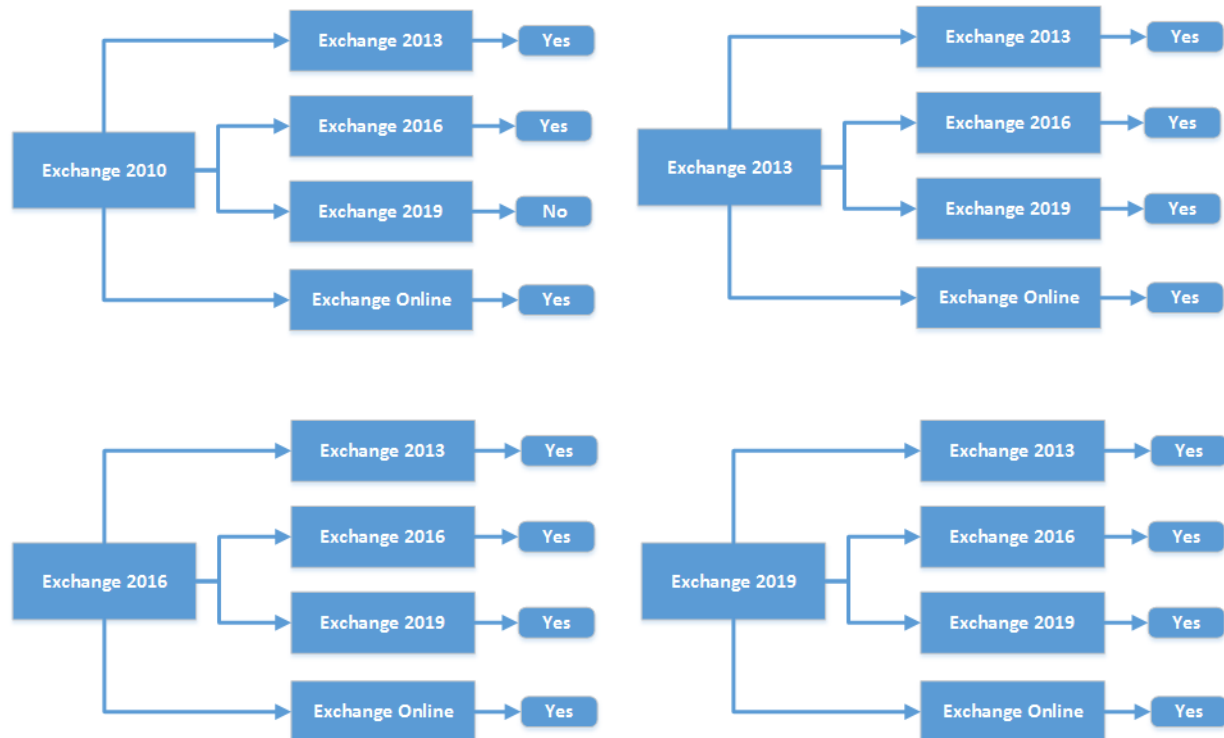 Exchange 2013
Yes
Exchange 2016
Yes
Exchange 2010
Exchange 2019
No
Exchange Online
Yes
Exchange 2013
Yes
Exchange 2016
Yes
Exchange 2013
Exchange 2019
Yes
Exchange Online
Yes
Exchange 2013
Yes
Exchange 2016
Yes
Exchange 2016
Exchange 2019
Yes
Exchange Online
Yes
Exchange 2013
Yes
Exchange 2016
Yes
Exchange 2019
Exchange 2019
Yes
Exchange Online
Yes